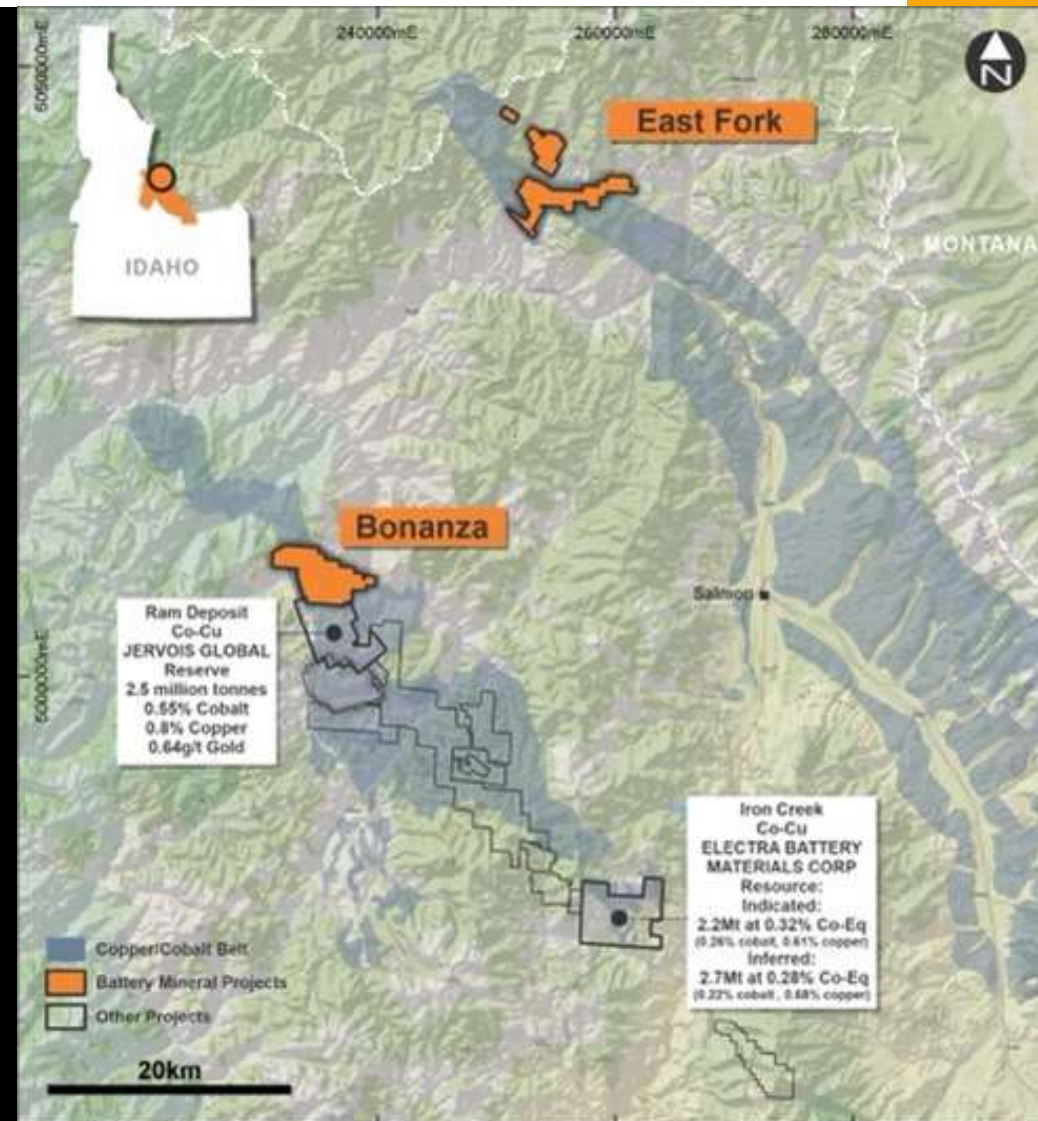 240000mE
260000mE
280000mE
N
5050000mE
East Fork
MONTANA
IDAHO
Bonanza
Salmon
Ram Deposit
Co-Cu
JERVOIS GLOBAL
Reserve
2.5 million tonnes
0.55% Cobalt
0.8% Copper
0.64g/t Gold
5000000mE
Iron Creek
Co-Cu
ELECTRA BATTERY
MATERIALS CORP
Resource:
Indicated:
2.2Mt at 0.32% Co-Eq
(0.26% cobalt, 0.61% copper)
Inferred:
2.7Mt at 0.28% Co-Eq
(0.22% cobalt , 0.68% copper)
Copper/Cobalt Belt
Battery Mineral Projects
Other Projects
20km